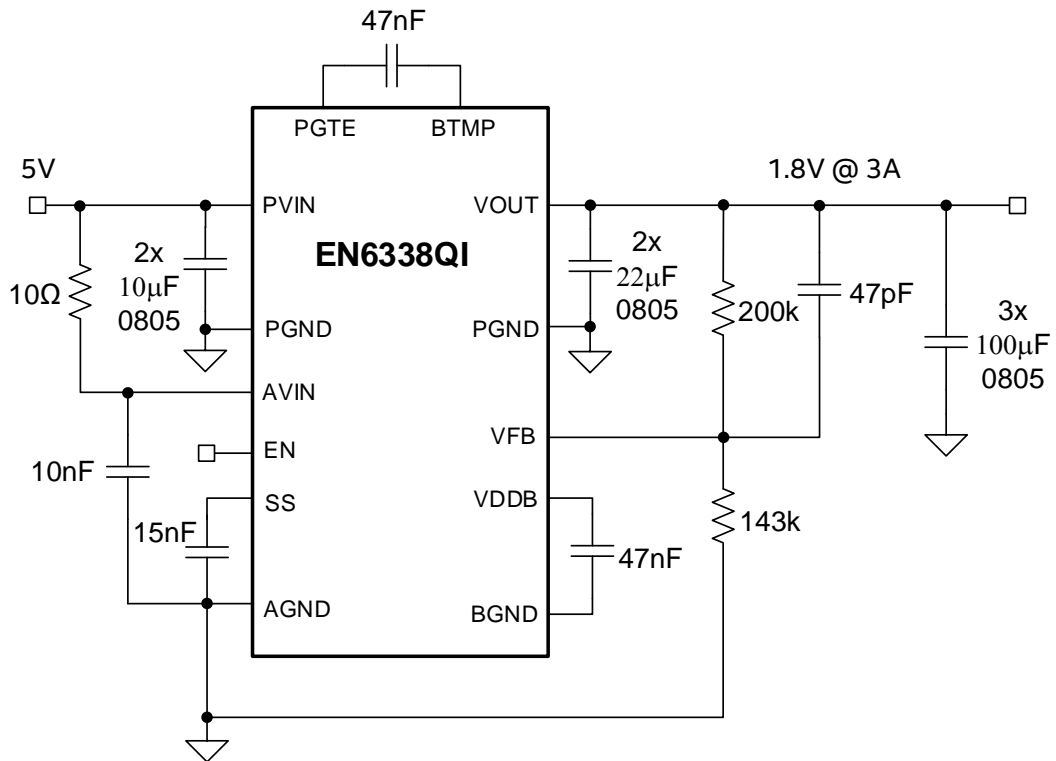 47nF
PGTE
BTMP
5V
1.8V @ 3A
PVIN
VOUT
EN6338QI
2x
10µF
0805
2x
22µF
0805
10Ω
200k
47pF
3x
100µF
0805
PGND
PGND
AVIN
VFB
EN
10nF
SS
VDDB
15nF
143k
47nF
AGND
BGND